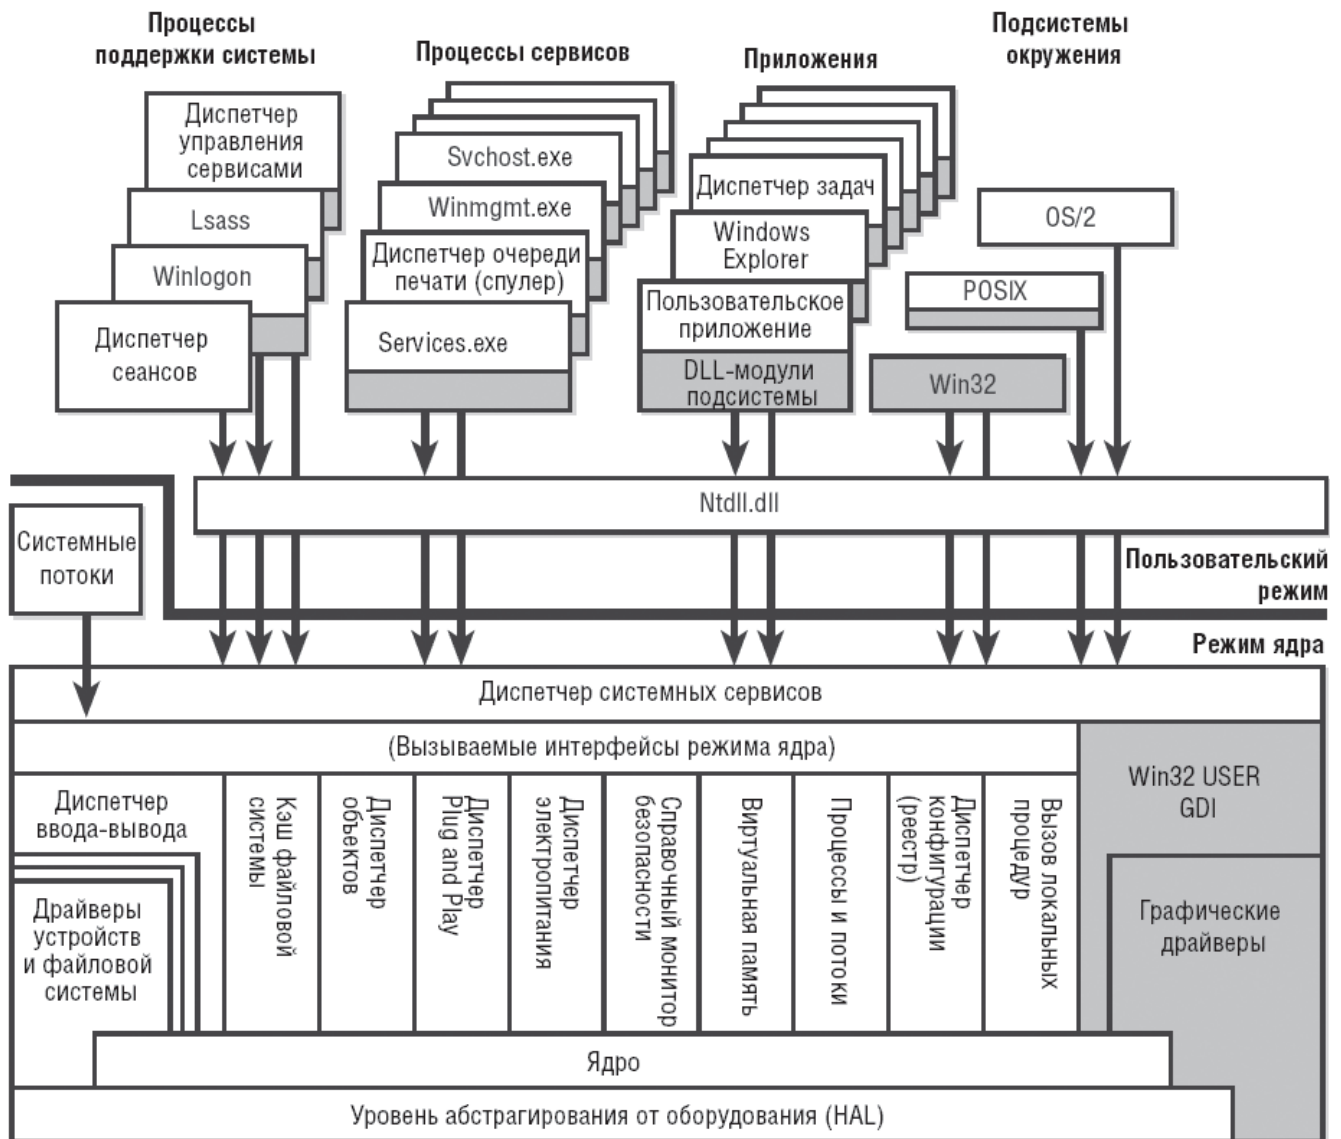 Процессы
поддержки системы
Процессы сервисов
Приложения
Подсистемы
окружения
Диспетчер
управления
сервисами
Lsass
Winlogon
Диспетчер
сеансов
Svchost.exe
Winmgmt.exe
Диспетчер очереди
печати (спулер)
Services.exe
Диспетчер задач
Windows
Explorer
Пользовательское
приложение
DLL-модули
подсистемы
OS/2
POSIX
Win32
Ntdll.dll
Системные
потоки
Пользовательский
режим
Режим ядра
Диспетчер системных сервисов
(Вызываемые интерфейсы режима ядра)
Win32 USER
GDI
Диспетчер
ввода-вывода
Драйверы
устройств
и файловой
системы
Кэш файловой
системы
Диспетчер
объектов
Диспетчер
Plug and Play
Диспетчер
электропитания
Справочный монитор
безопасности
Виртуальная память
Процессы и потоки
Диспетчер
конфигурации
(реестр)
Вызов локальных
процедур
Графические
драйверы
Ядро
Уровень абстрагирования от оборудования (HAL)